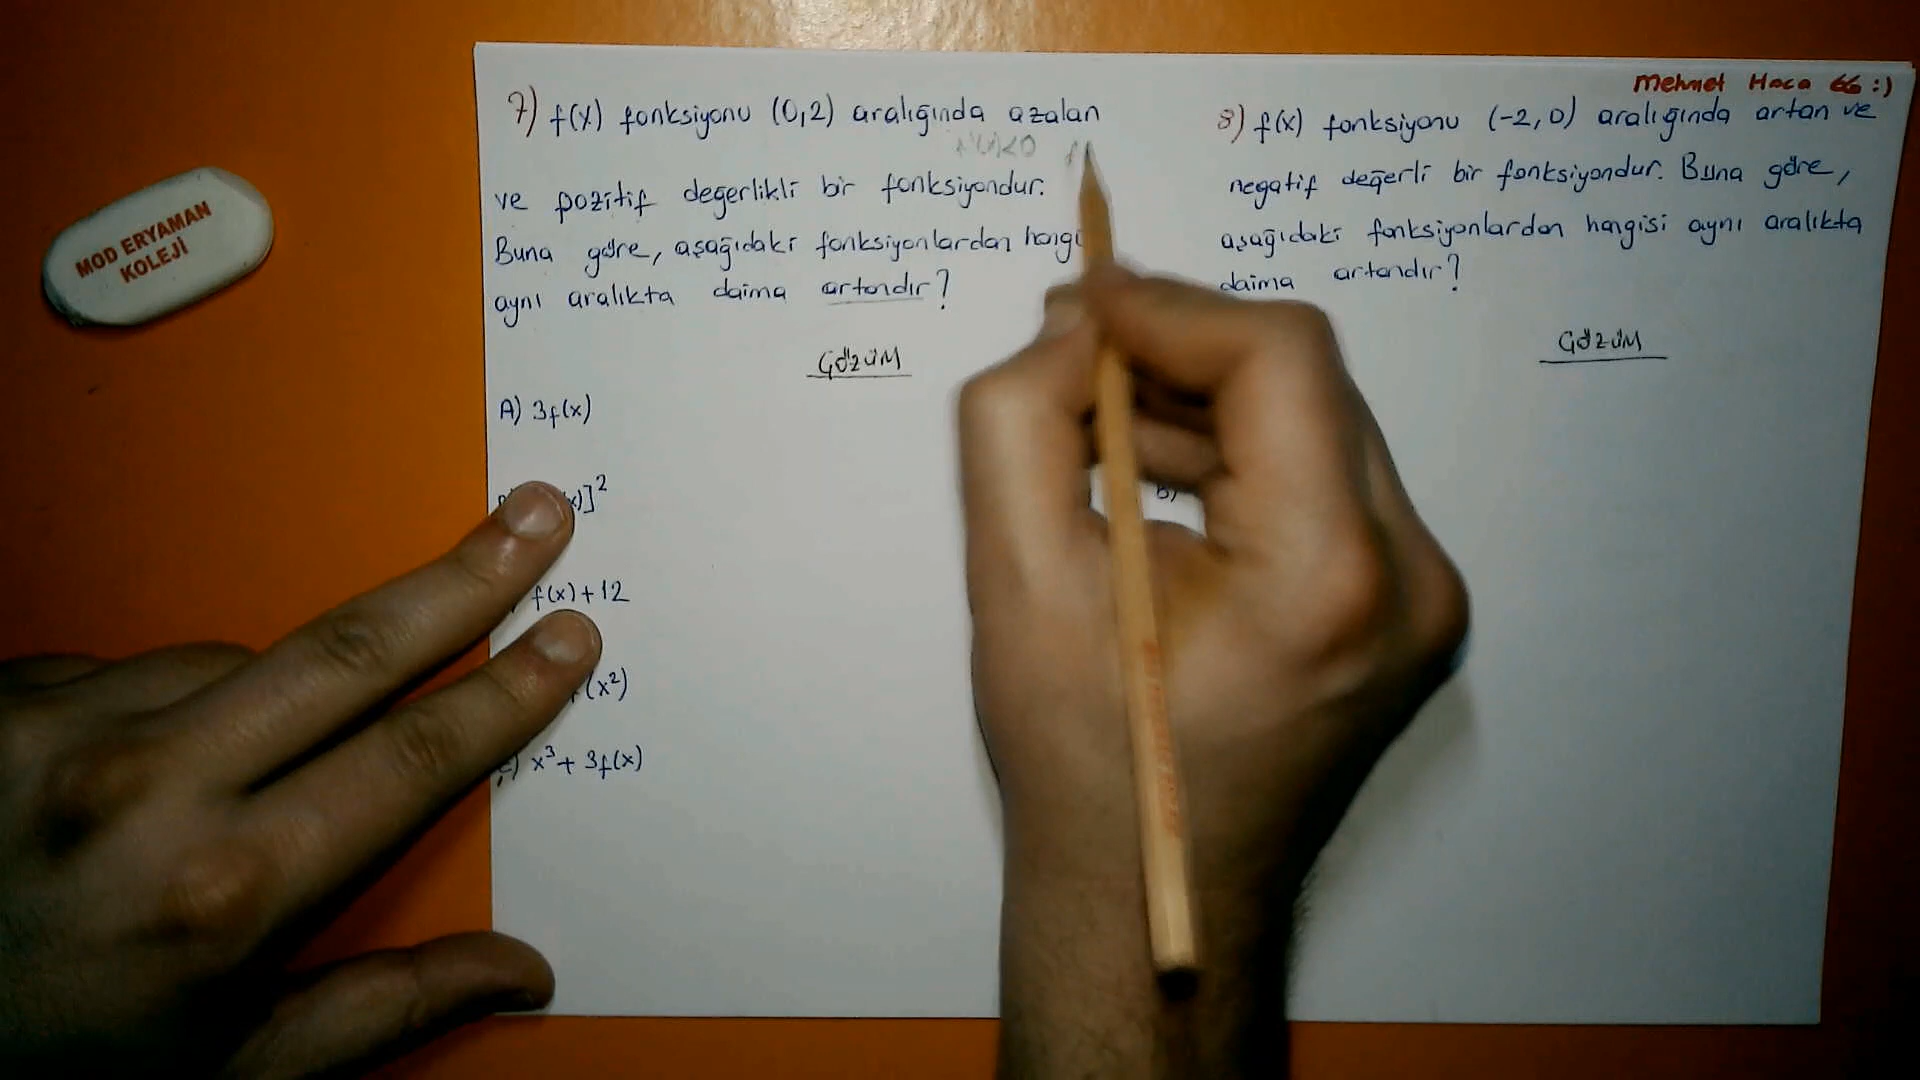 MOD ERYAMAN
KOLEJİ
Mehmet Hoca 66 :)
7) f(x) fonksiyonu (0,2) aralığında azalan
f'(x)<0 f
ve pozitif değerlikli bir fonksiyondur.
Buna göre, aşağıdaki fonksiyonlardan hangi
aynı aralıkta daima artandır?
ÇÖZÜM
A) 3f(x)
x)]²
f(x)+12
(x²)
x³+ 3f(x)
8) f(x) fonksiyonu (-2,0) aralığında artan ve
negatif değerli bir fonksiyondur. Buna göre,
aşağıdaki fonksiyonlardan hangisi aynı aralıkta
daima artandır?
ÇÖZÜM
B)